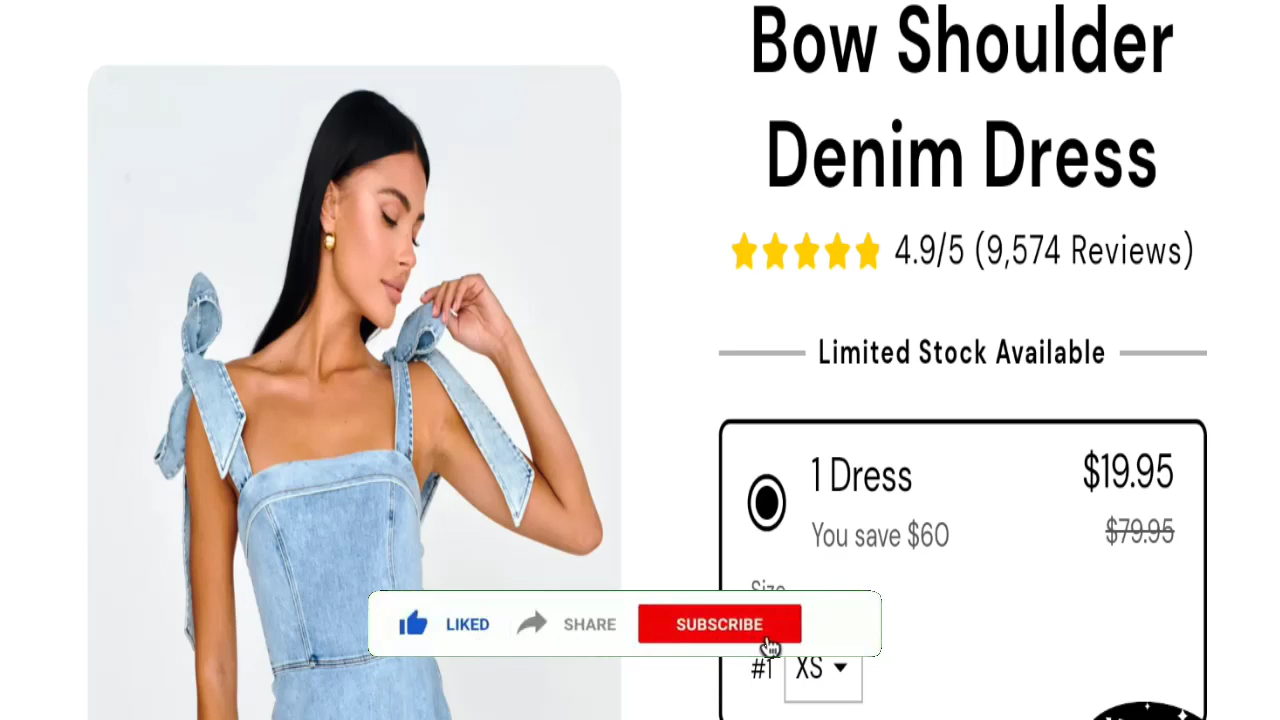 Bow Shoulder
Denim Dress
4.9/5 (9,574 Reviews)
Limited Stock Available
1 Dress
$19.95
You save $60
$79.95
Size
LIKED
SHARE
SUBSCRIBE
#1
XS